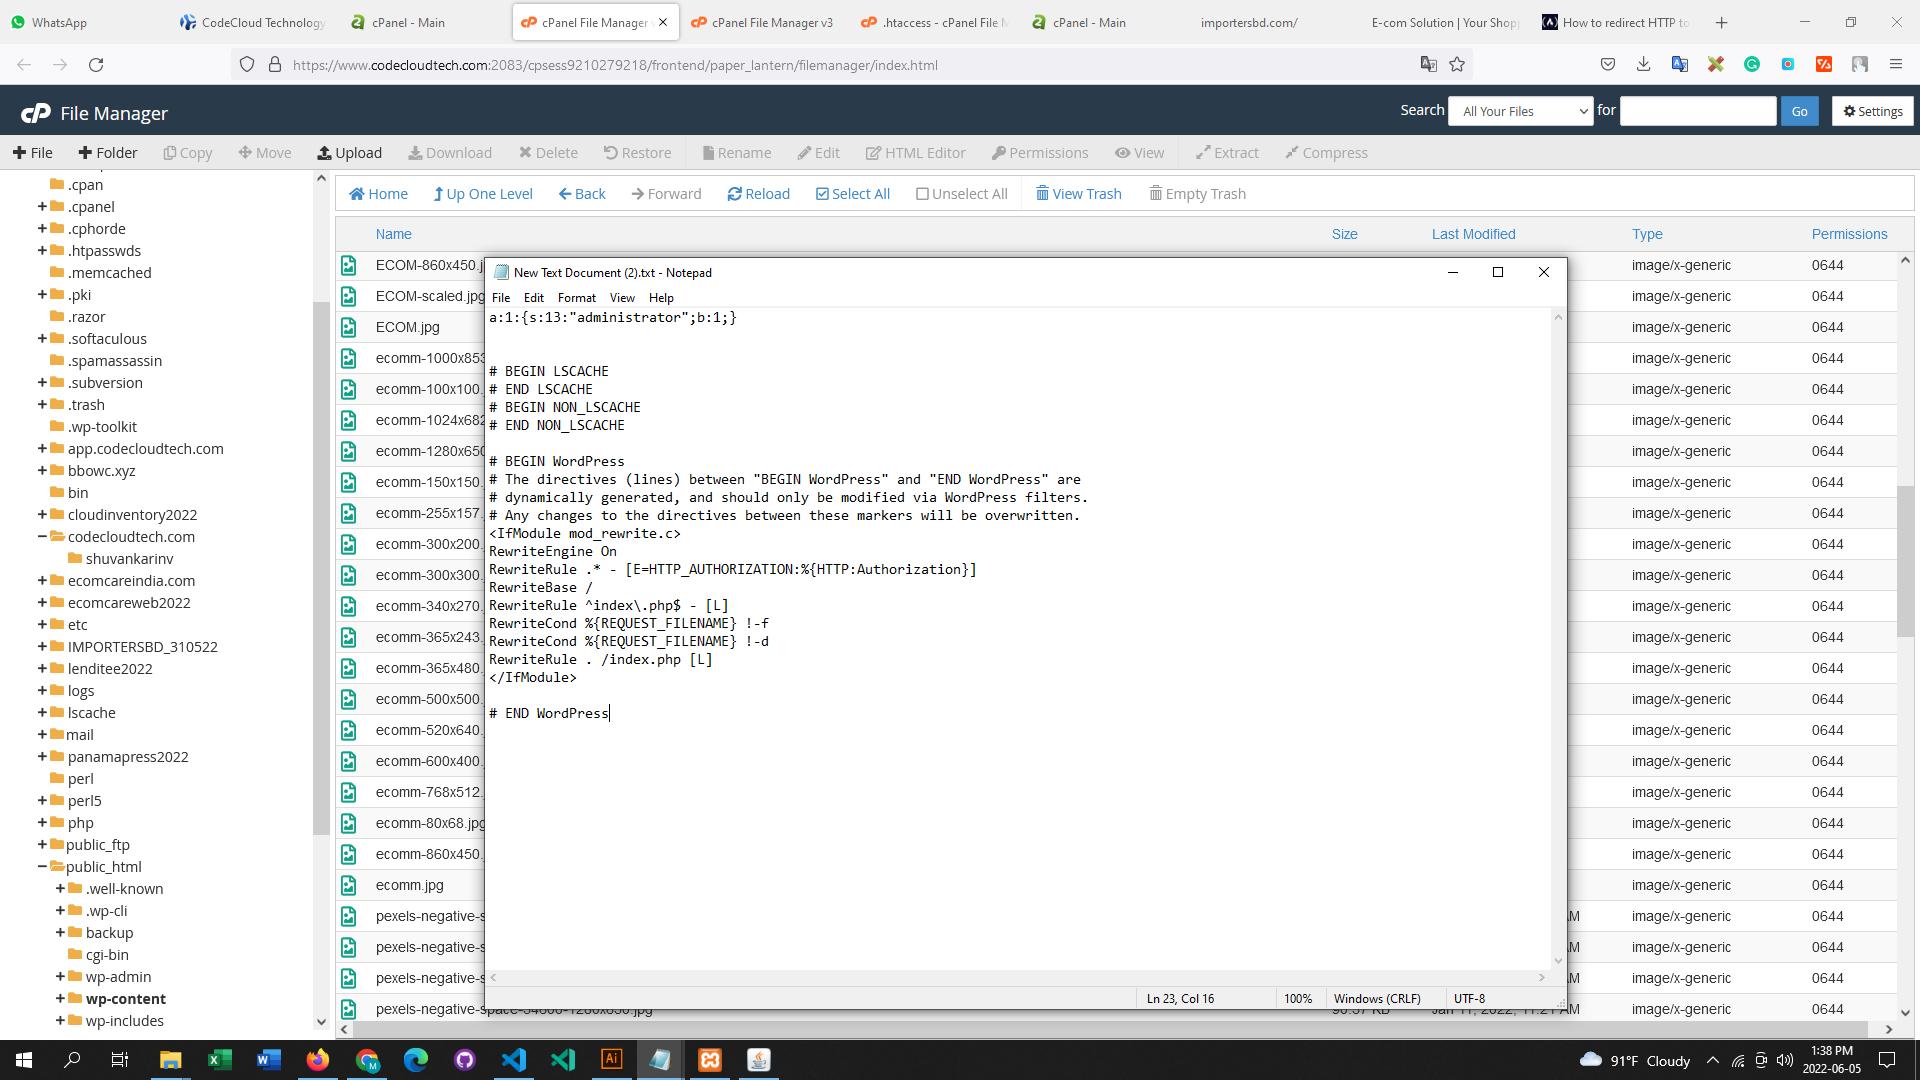 WhatsApp
CodeCloud Technology
cPanel - Main
cPanel File Manager v
cPanel File Manager v3
.htaccess - cPanel File M
cPanel - Main
importersbd.com/
E-com Solution | Your Shop
How to redirect HTTP to
https://www.codecloudtech.com:2083/cpsess9210279218/frontend/paper_lantern/filemanager/index.html
cP File Manager
Search All Your Files for Go Settings
File Folder Copy Move Upload Download Delete Restore Rename Edit HTML Editor Permissions View Extract Compress
Home Up One Level Back Forward Reload Select All Unselect All View Trash Empty Trash
.cpan
.cpanel
.cphorde
.htpasswds
.memcached
.pki
.razor
.softaculous
.spamassassin
.subversion
.trash
.wp-toolkit
app.codecloudtech.com
bbowc.xyz
bin
cloudinventory2022
codecloudtech.com
shuvankarinv
ecomcareindia.com
ecomcareweb2022
etc
IMPORTERSBD_310522
lenditee2022
logs
lscache
mail
panamapress2022
perl
perl5
php
public_ftp
public_html
.well-known
.wp-cli
backup
cgi-bin
wp-admin
wp-content
wp-includes
Name Size Last Modified Type Permissions
ECOM-860x450.j image/x-generic 0644
ECOM-scaled.jpg image/x-generic 0644
ECOM.jpg image/x-generic 0644
ecomm-1000x853 image/x-generic 0644
ecomm-100x100. image/x-generic 0644
ecomm-1024x682 image/x-generic 0644
ecomm-1280x650 image/x-generic 0644
ecomm-150x150. image/x-generic 0644
ecomm-255x157. image/x-generic 0644
ecomm-300x200. image/x-generic 0644
ecomm-300x300. image/x-generic 0644
ecomm-340x270. image/x-generic 0644
ecomm-365x243. image/x-generic 0644
ecomm-365x480. image/x-generic 0644
ecomm-500x500. image/x-generic 0644
ecomm-520x640. image/x-generic 0644
ecomm-600x400. image/x-generic 0644
ecomm-768x512. image/x-generic 0644
ecomm-80x68.jpg image/x-generic 0644
ecomm-860x450. image/x-generic 0644
ecomm.jpg image/x-generic 0644
pexels-negative-s AM image/x-generic 0644
pexels-negative-s AM image/x-generic 0644
pexels-negative-s AM image/x-generic 0644
pexels-negative-space-34600-1280x650.jpg 90.57 KB Jan 11, 2022, 11:21 AM image/x-generic 0644
New Text Document (2).txt - Notepad
File Edit Format View Help
a:1:{s:13:"administrator";b:1;}
# BEGIN LSCACHE
# END LSCACHE
# BEGIN NON_LSCACHE
# END NON_LSCACHE
# BEGIN WordPress
# The directives (lines) between "BEGIN WordPress" and "END WordPress" are
# dynamically generated, and should only be modified via WordPress filters.
# Any changes to the directives between these markers will be overwritten.
<IfModule mod_rewrite.c>
RewriteEngine On
RewriteRule .* - [E=HTTP_AUTHORIZATION:%{HTTP:Authorization}]
RewriteBase /
RewriteRule ^index\.php$ - [L]
RewriteCond %{REQUEST_FILENAME} !-f
RewriteCond %{REQUEST_FILENAME} !-d
RewriteRule . /index.php [L]
</IfModule>
# END WordPress
Ln 23, Col 16 100% Windows (CRLF) UTF-8
91°F Cloudy
1:38 PM
2022-06-05